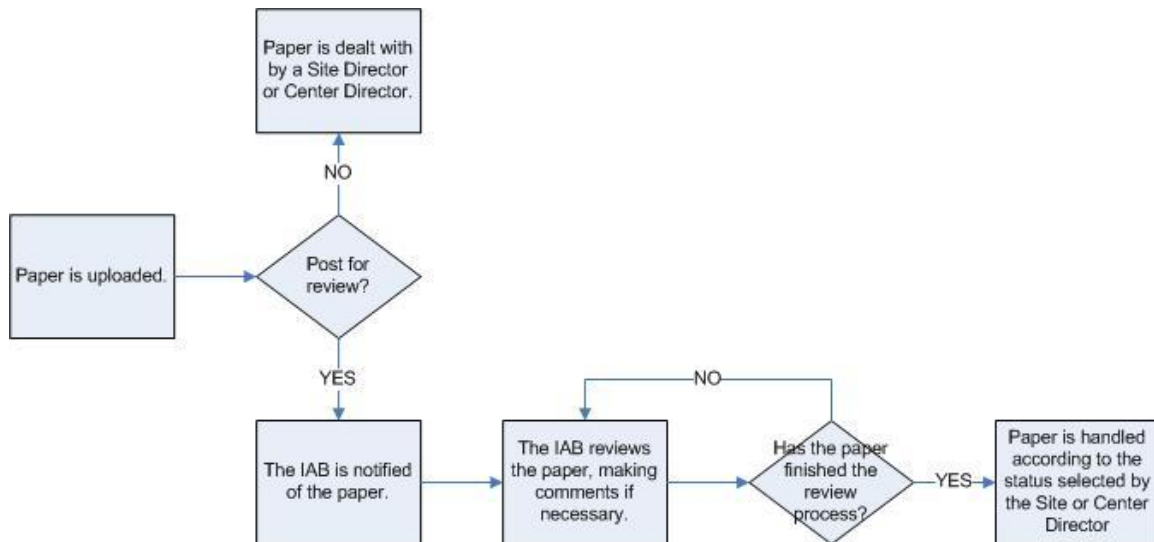 Paper is dealt with
by a Site Director
or Center Director.
NO
Paper is uploaded.
Post for
review?
YES
NO
The IAB is notified
of the paper.
The IAB reviews
the paper, making
comments if
necessary.
Has the paper
finished the
review
process?
YES
Paper is handled
according to the
status selected by
the Site or Center
Director